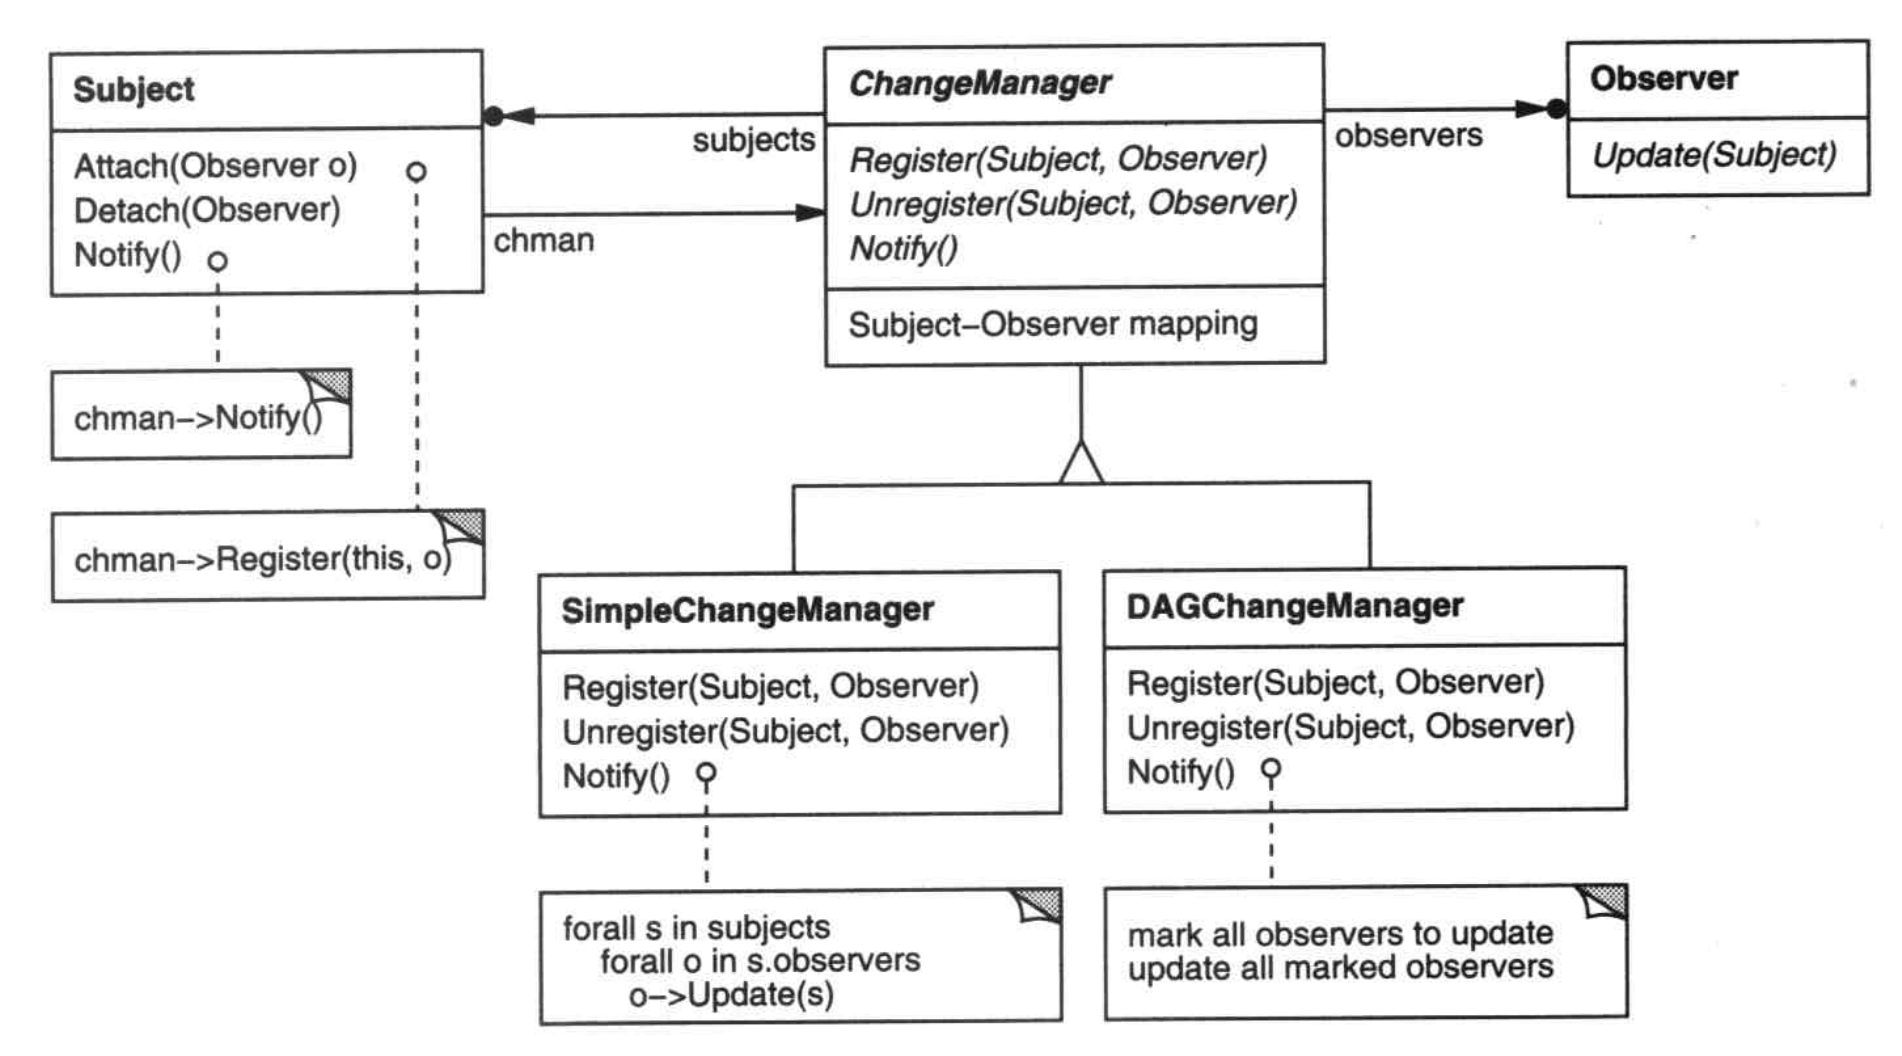 Subject
Attach(Observer o)
Detach(Observer)
Notify()
chman–>Notify()
chman–>Register(this, o)
subjects
chman
ChangeManager
Register(Subject, Observer)
Unregister(Subject, Observer)
Notify()
Subject–Observer mapping
observers
Observer
Update(Subject)
SimpleChangeManager
Register(Subject, Observer)
Unregister(Subject, Observer)
Notify()
forall s in subjects
forall o in s.observers
o–>Update(s)
DAGChangeManager
Register(Subject, Observer)
Unregister(Subject, Observer)
Notify()
mark all observers to update
update all marked observers